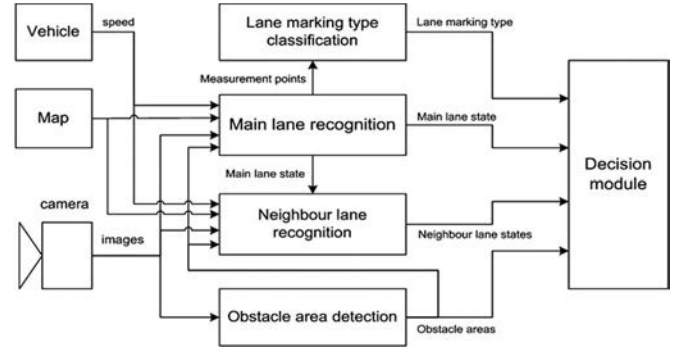 Vehicle
speed
Lane marking type
classification
Lane marking type
Measurement points
Map
Main lane recognition
Main lane state
Decision
module
Main lane state
camera
images
Neighbour lane
recognition
Neighbour lane states
Obstacle area detection
Obstacle areas